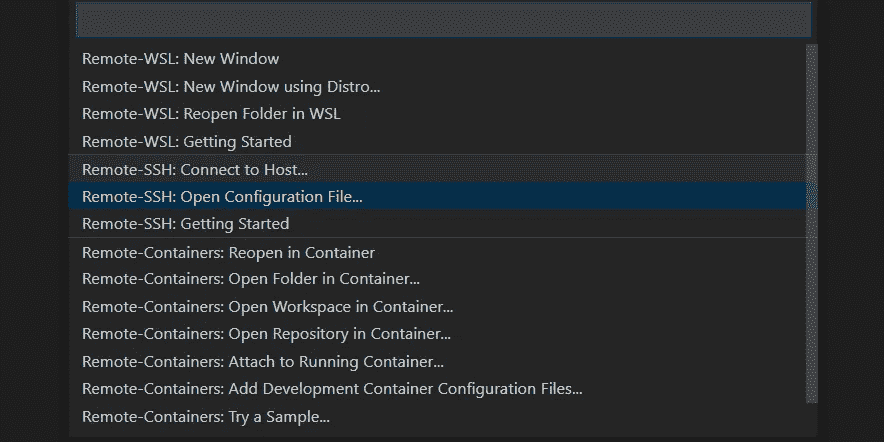 Remote-WSL: New Window
Remote-WSL: New Window using Distro...
Remote-WSL: Reopen Folder in WSL
Remote-WSL: Getting Started
Remote-SSH: Connect to Host...
Remote-SSH: Open Configuration File...
Remote-SSH: Getting Started
Remote-Containers: Reopen in Container
Remote-Containers: Open Folder in Container...
Remote-Containers: Open Workspace in Container...
Remote-Containers: Open Repository in Container...
Remote-Containers: Attach to Running Container...
Remote-Containers: Add Development Container Configuration Files...
Remote-Containers: Try a Sample...